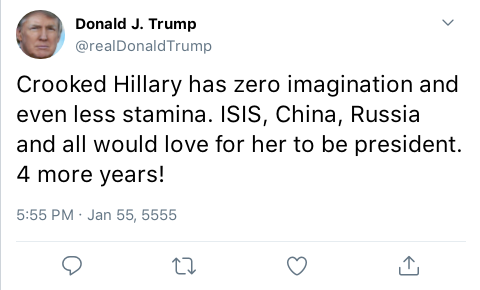 Donald J. Trump
@realDonaldTrump
Crooked Hillary has zero imagination and
even less stamina. ISIS, China, Russia
and all would love for her to be president.
4 more years!
5:55 PM · Jan 55, 5555